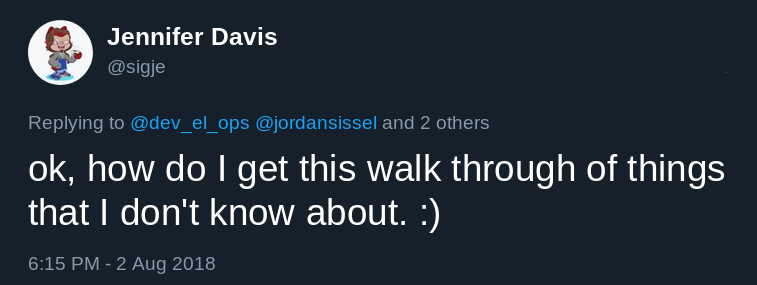 Jennifer Davis
@sigje
Replying to @dev_el_ops @jordansissel and 2 others
ok, how do I get this walk through of things
that I don't know about. :)
6:15 PM - 2 Aug 2018